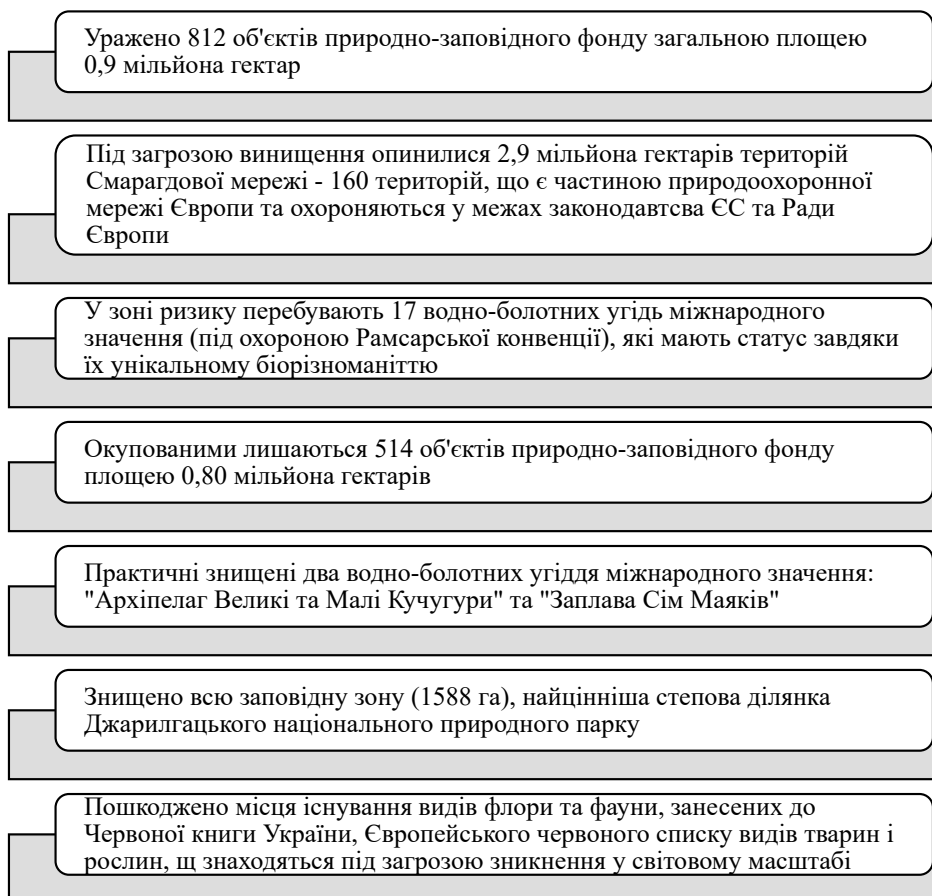 Уражено 812 об'єктів природно-заповідного фонду загальною площею
0,9 мільйона гектар
Під загрозою винищення опинилися 2,9 мільйона гектарів територій
Смарагдової мережі - 160 територій, що є частиною природоохоронної
мережі Європи та охороняються у межах законодавтсва ЄС та Ради
Європи
У зоні ризику перебувають 17 водно-болотних угідь міжнародного
значення (під охороною Рамсарської конвенції), які мають статус завдяки
їх унікальному біорізноманіттю
Окупованими лишаються 514 об'єктів природно-заповідного фонду
площею 0,80 мільйона гектарів
Практичні знищені два водно-болотних угіддя міжнародного значення:
"Архіпелаг Великі та Малі Кучугури" та "Заплава Сім Маяків"
Знищено всю заповідну зону (1588 га), найцінніша степова ділянка
Джарилгацького національного природного парку
Пошкоджено місця існування видів флори та фауни, занесених до
Червоної книги України, Європейського червоного списку видів тварин і
рослин, щ знаходяться під загрозою зникнення у світовому масштабі